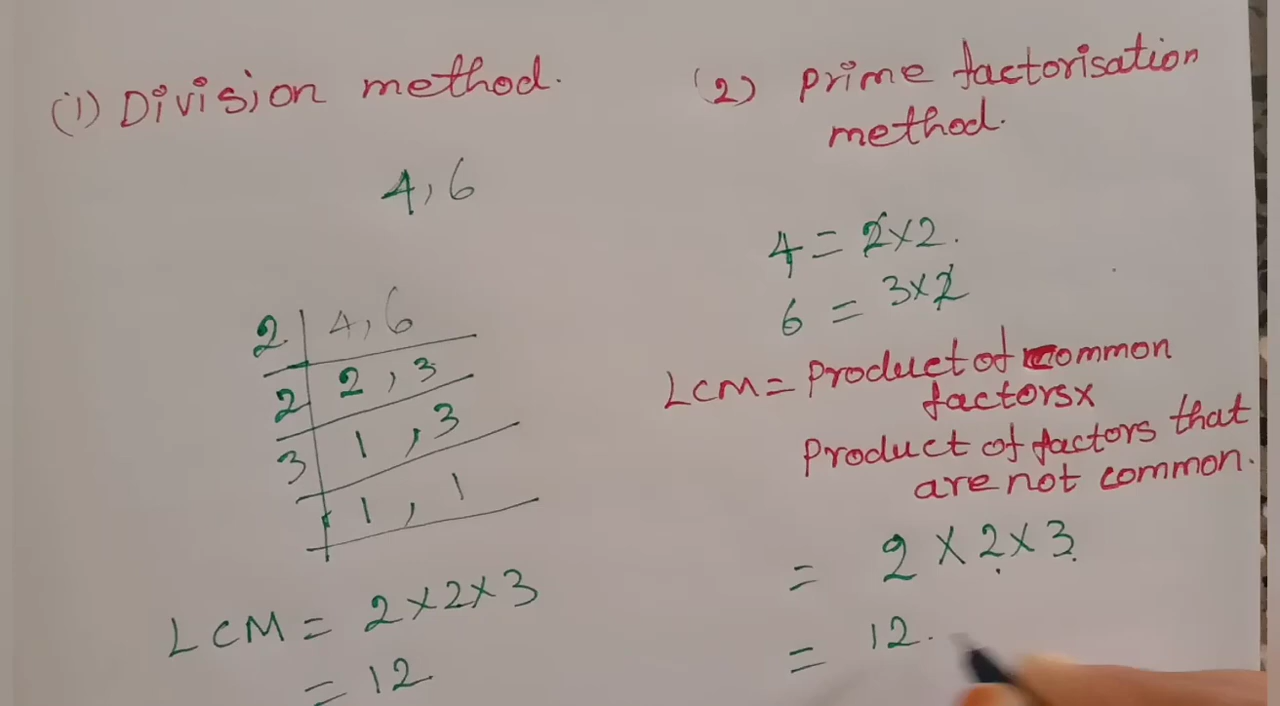 (1) Division method.
4, 6
2 | 4, 6
2 | 2, 3
3 | 1, 3
1, 1
LCM = 2×2×3
= 12
(2) Prime factorisation
method.
4 = 2×2.
6 = 3×2
LCM = Product of common
factors×
Product of factors that
are not common.
= 2 × 2 × 3
= 12.